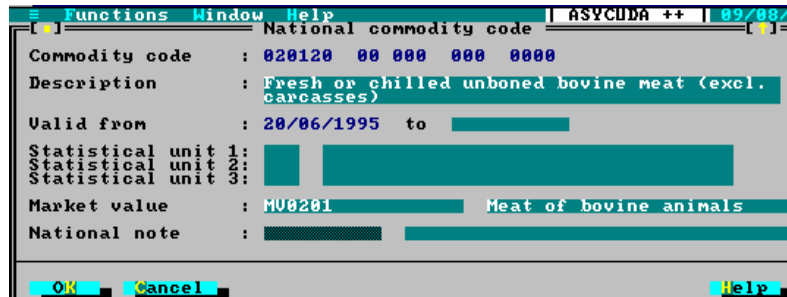 ≡ Functions Window Help ASYCUDA ++ 09/08/
National commodity code
Commodity code : 020120 00 000 000 0000
Description : Fresh or chilled unboned bovine meat (excl.
carcasses)
Valid from : 20/06/1995 to
Statistical unit 1:
Statistical unit 2:
Statistical unit 3:
Market value : MV0201 Meat of bovine animals
National note :
OK Cancel Help